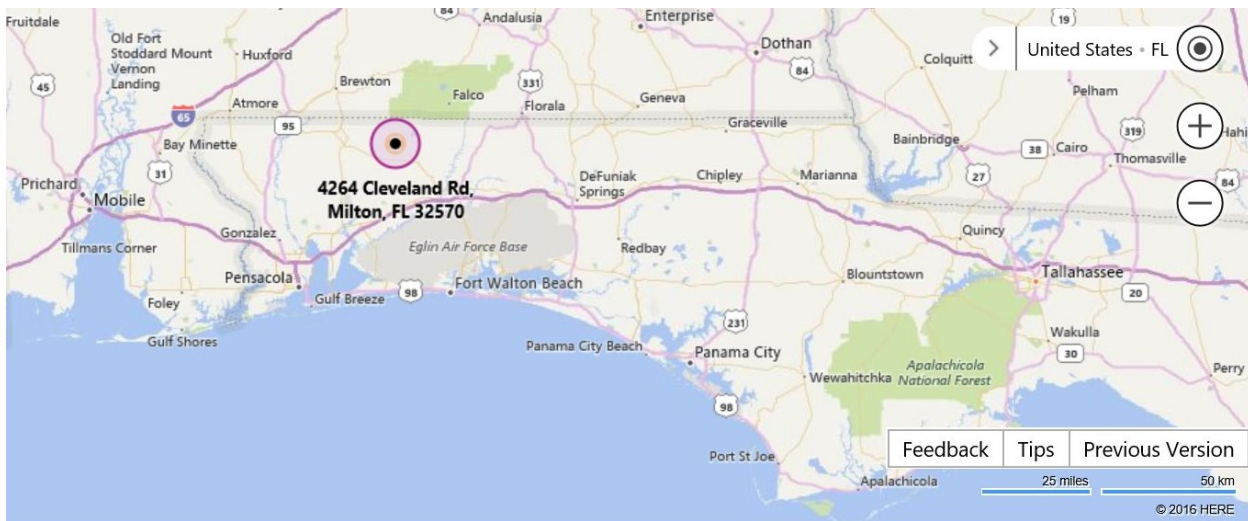 Fruitdale
84
Andalusia
Enterprise
19
Old Fort
Stoddard Mount
Vernon
Landing
Huxford
Dothan
United States • FL
Colquitt
45
Brewton
331
84
Pelham
65
Atmore
Falco
Florala
Geneva
95
Graceville
Bainbridge
319
Hahi
Bay Minette
38
Cairo
Thomasville
31
4264 Cleveland Rd,
Milton, FL 32570
DeFuniak
Springs
Chipley
Marianna
27
84
Prichard
Mobile
Tillmans Corner
Gonzalez
Eglin Air Force Base
Redbay
Quincy
Pensacola
98
Fort Walton Beach
Blountstown
Tallahassee
Foley
Gulf Breeze
20
Gulf Shores
231
Wakulla
Panama City Beach
Panama City
30
Wewahitchka
Apalachicola
National Forest
Perry
98
Port St Joe
Feedback
Tips
Previous Version
Apalachicola
25 miles
50 km
© 2016 HERE